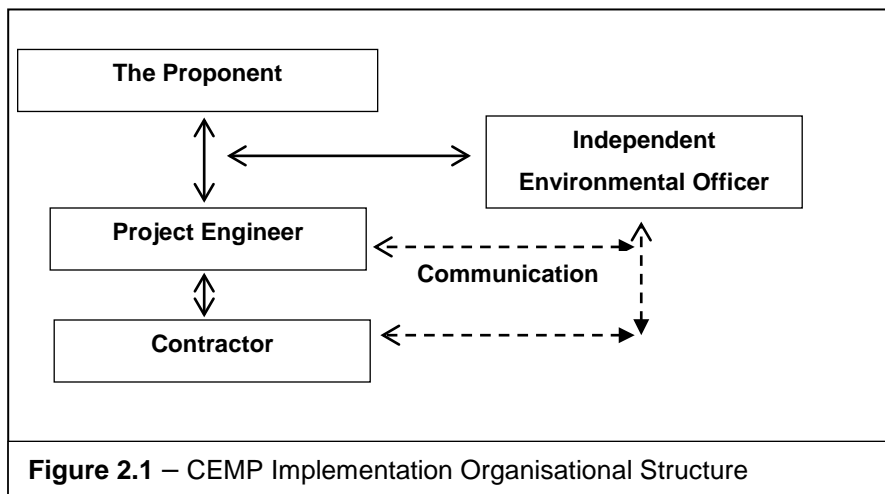 The Proponent
Independent
Environmental Officer
Project Engineer
Communication
Contractor
Figure 2.1 – CEMP Implementation Organisational Structure